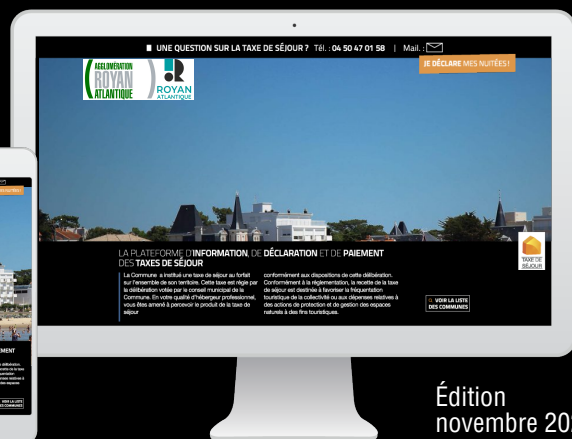 UNE QUESTION SUR LA TAXE DE SÉJOUR ? Tél. : 04 50 47 01 58 | Mail. :
JE DÉCLARE MES NUITÉES !
AGGLOMÉRATION
ROYAN
ATLANTIQUE
ROYAN
ATLANTIQUE
LA PLATEFORME D'INFORMATION, DE DÉCLARATION ET DE PAIEMENT
DES TAXES DE SÉJOUR
La Commune a institué une taxe de séjour au forfait
sur l'ensemble de son territoire. Cette taxe est régie par
la délibération votée par le conseil municipal de la
Commune. En votre qualité d'hébergeur professionnel,
vous êtes amené à percevoir le produit de la taxe de
séjour
conformément aux dispositions de cette délibération.
Conformément à la réglementation, la recette de la taxe
de séjour est destinée à favoriser la fréquentation
touristique de la collectivité ou aux dépenses relatives à
des actions de protection et de gestion des espaces
naturels à des fins touristiques.
TAXE DE
SÉJOUR
VOIR LA LISTE
DES COMMUNES
Édition
novembre 202